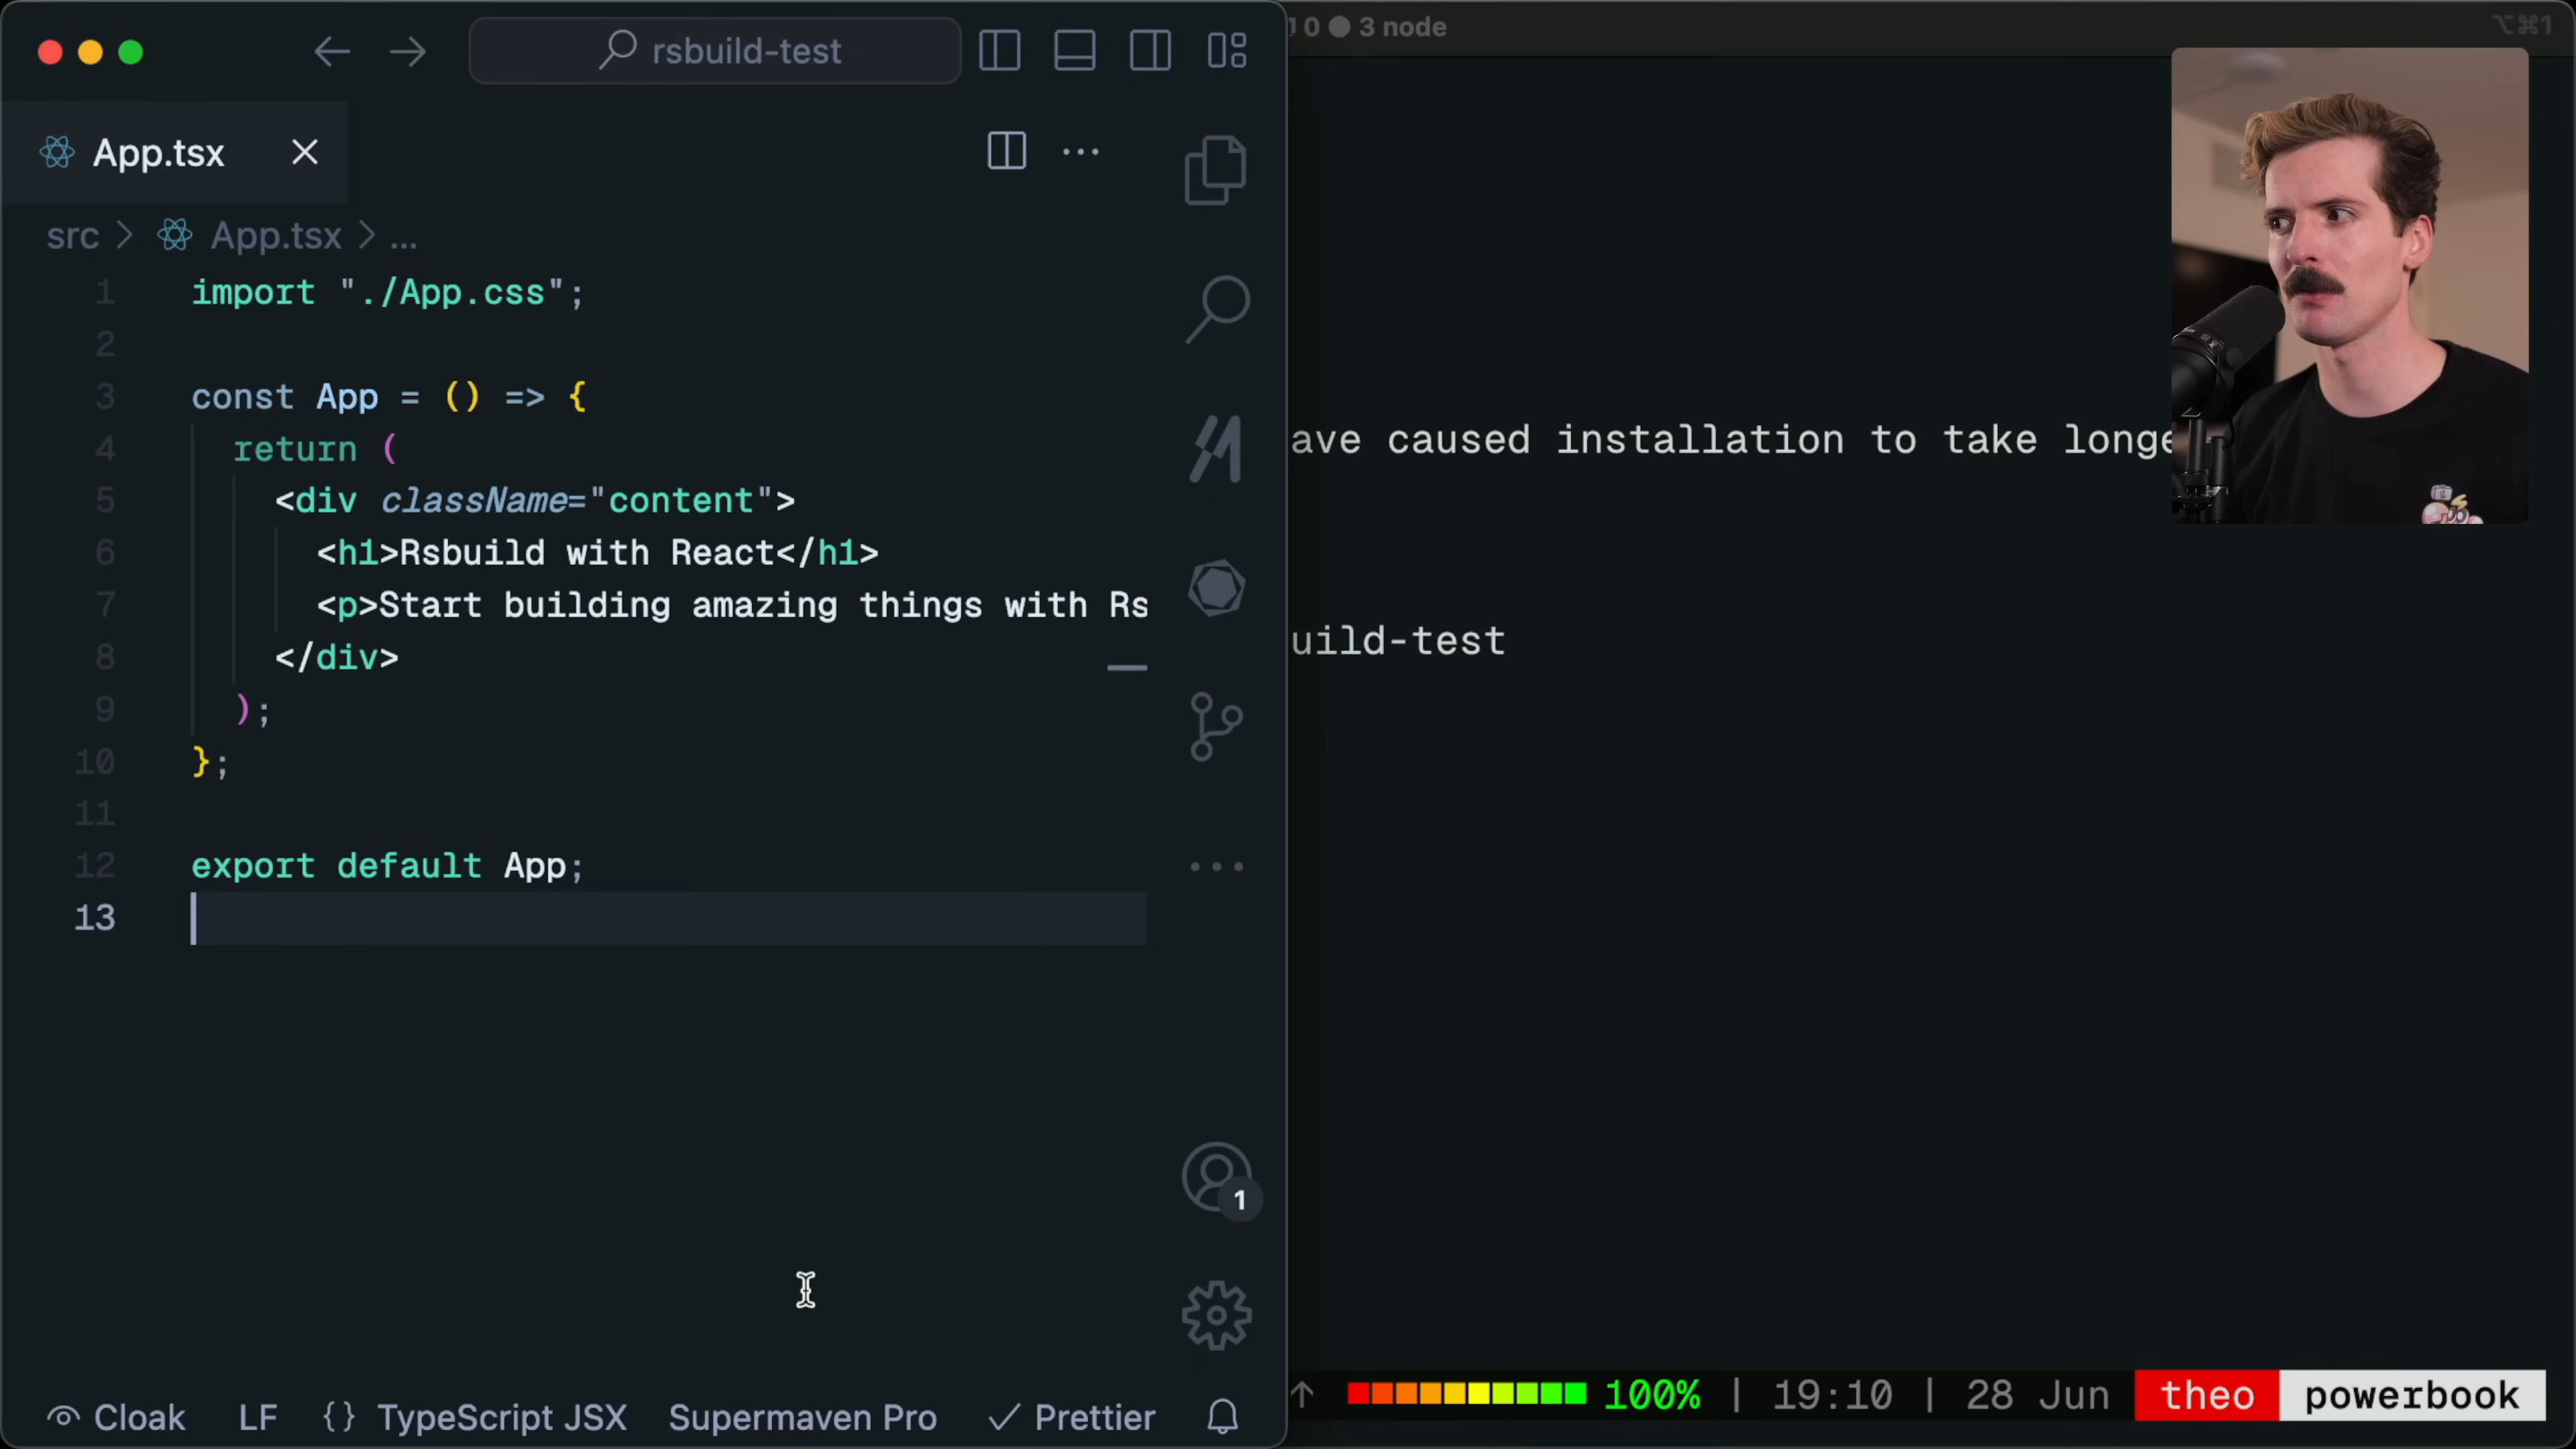 rsbuild-test
App.tsx
src > App.tsx > ...
1 import "./App.css";
2
3 const App = () => {
4 return (
5 <div className="content">
6 <h1>Rsbuild with React</h1>
7 <p>Start building amazing things with Rs
8 </div>
9 );
10 };
11
12 export default App;
13
1
Cloak LF {} TypeScript JSX Supermaven Pro Prettier
0 ● 3 node ⌥⌘1
ave caused installation to take longe
uild-test
↑ 100% | 19:10 | 28 Jun theo powerbook